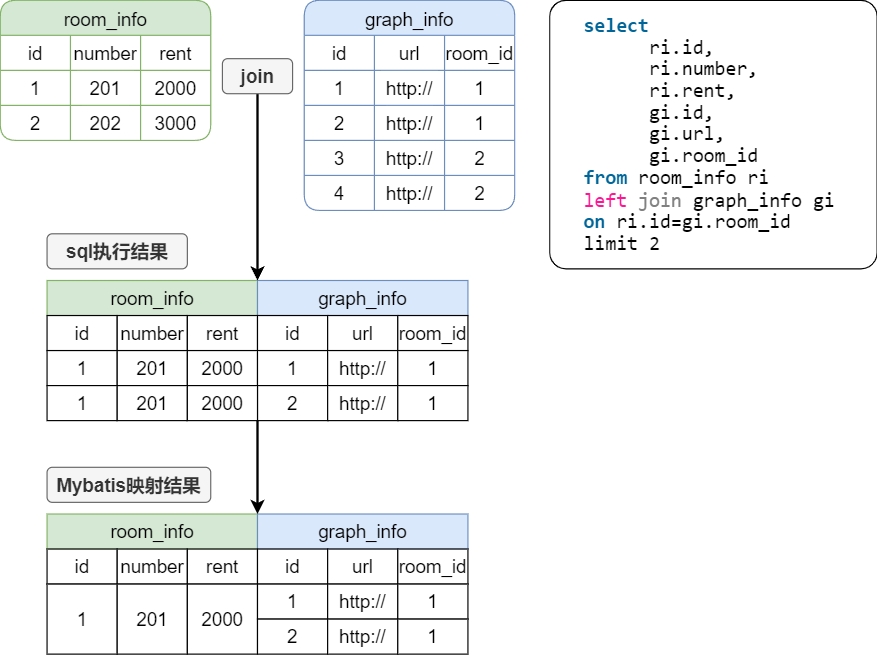 room_info
id number rent
1 201 2000
2 202 3000
join
graph_info
id url room_id
1 http:// 1
2 http:// 1
3 http:// 2
4 http:// 2
select
ri.id,
ri.number,
ri.rent,
gi.id,
gi.url,
gi.room_id
from room_info ri
left join graph_info gi
on ri.id=gi.room_id
limit 2
sql执行结果
room_info graph_info
id number rent id url room_id
1 201 2000 1 http:// 1
1 201 2000 2 http:// 1
Mybatis映射结果
room_info graph_info
id number rent id url room_id
1 201 2000
1 http:// 1
2 http:// 1